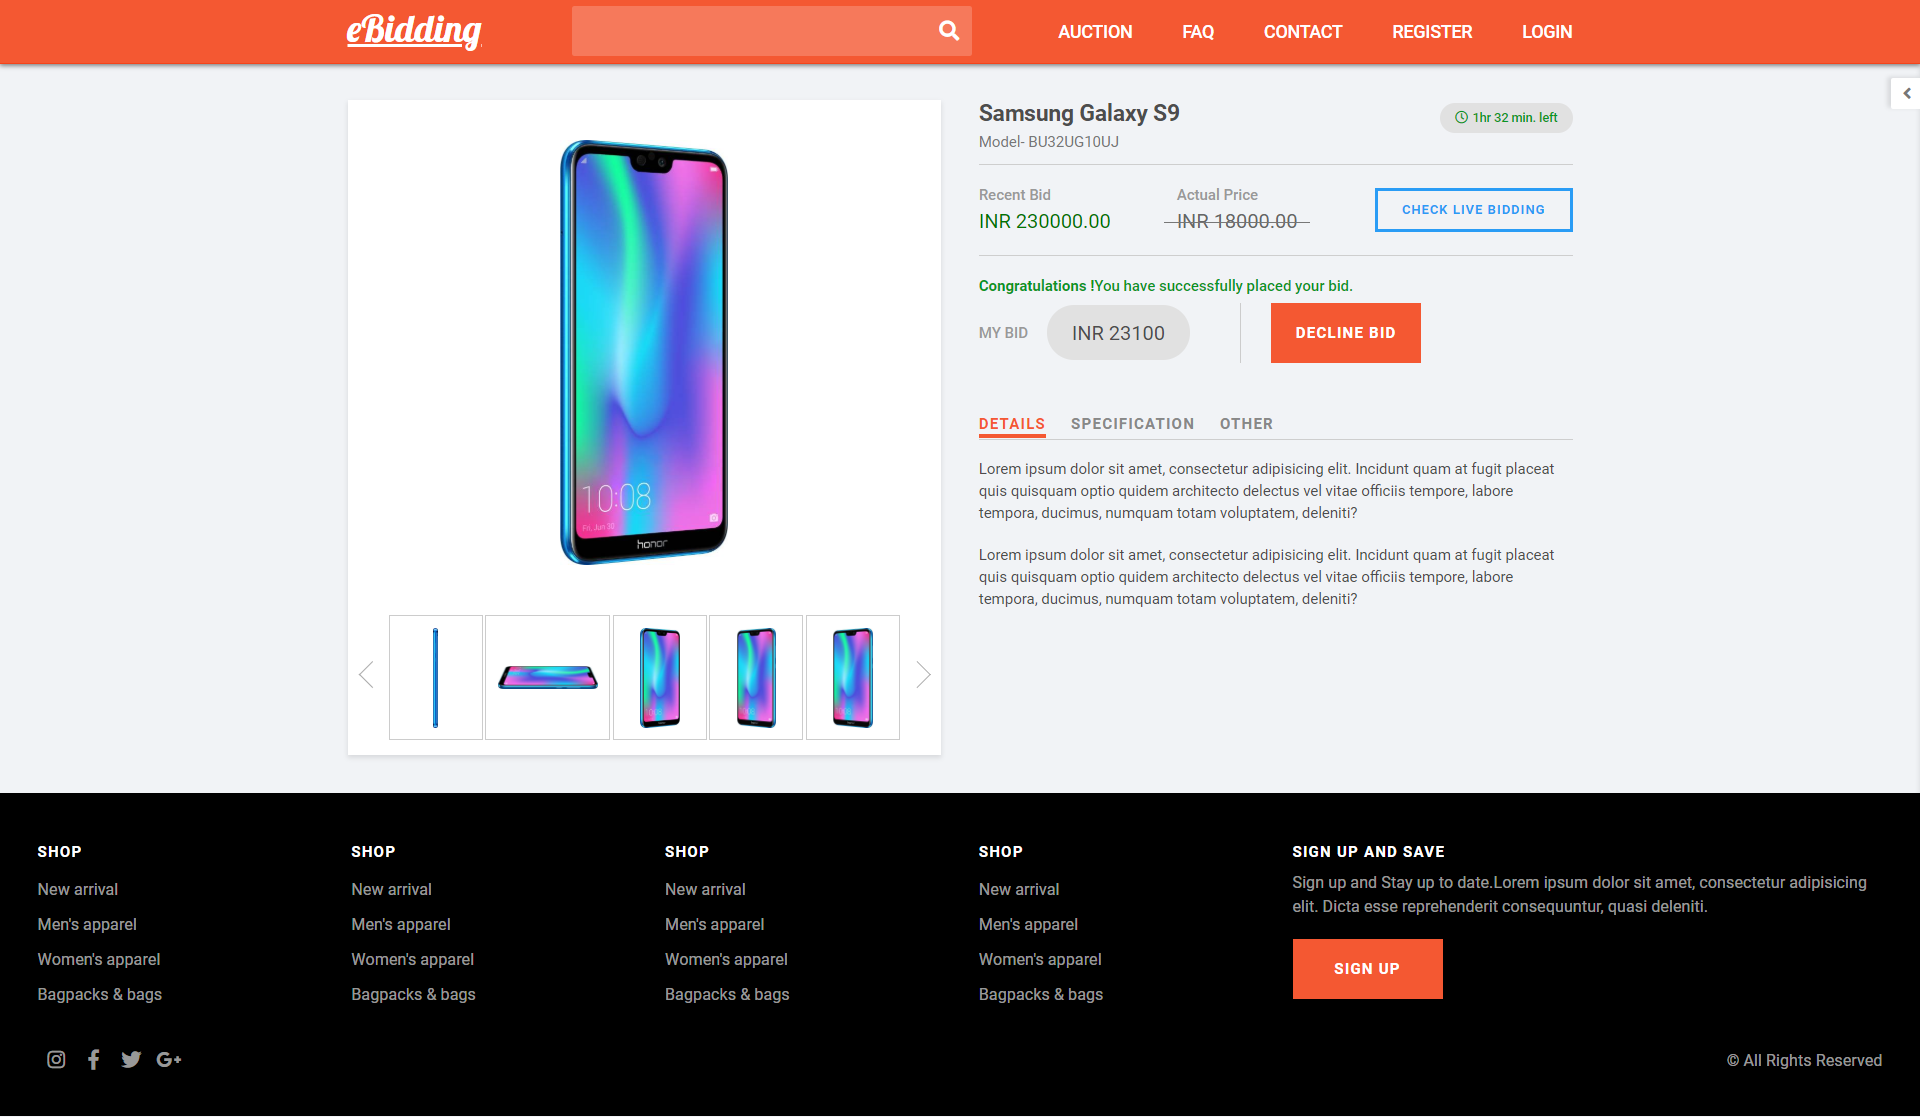 eBidding
AUCTION FAQ CONTACT REGISTER LOGIN
Samsung Galaxy S9
1hr 32 min. left
Model- BU32UG10UJ
Recent Bid Actual Price
INR 230000.00 INR 18000.00
CHECK LIVE BIDDING
Congratulations !You have successfully placed your bid.
MY BID INR 23100 DECLINE BID
DETAILS SPECIFICATION OTHER
Lorem ipsum dolor sit amet, consectetur adipisicing elit. Incidunt quam at fugit placeat
quis quisquam optio quidem architecto delectus vel vitae officiis tempore, labore
tempora, ducimus, numquam totam voluptatem, deleniti?
Lorem ipsum dolor sit amet, consectetur adipisicing elit. Incidunt quam at fugit placeat
quis quisquam optio quidem architecto delectus vel vitae officiis tempore, labore
tempora, ducimus, numquam totam voluptatem, deleniti?
10:08
Fri, Jun 30
honor
SHOP
New arrival
Men's apparel
Women's apparel
Bagpacks & bags
SHOP
New arrival
Men's apparel
Women's apparel
Bagpacks & bags
SHOP
New arrival
Men's apparel
Women's apparel
Bagpacks & bags
SHOP
New arrival
Men's apparel
Women's apparel
Bagpacks & bags
SIGN UP AND SAVE
Sign up and Stay up to date.Lorem ipsum dolor sit amet, consectetur adipisicing
elit. Dicta esse reprehenderit consequuntur, quasi deleniti.
SIGN UP
© All Rights Reserved